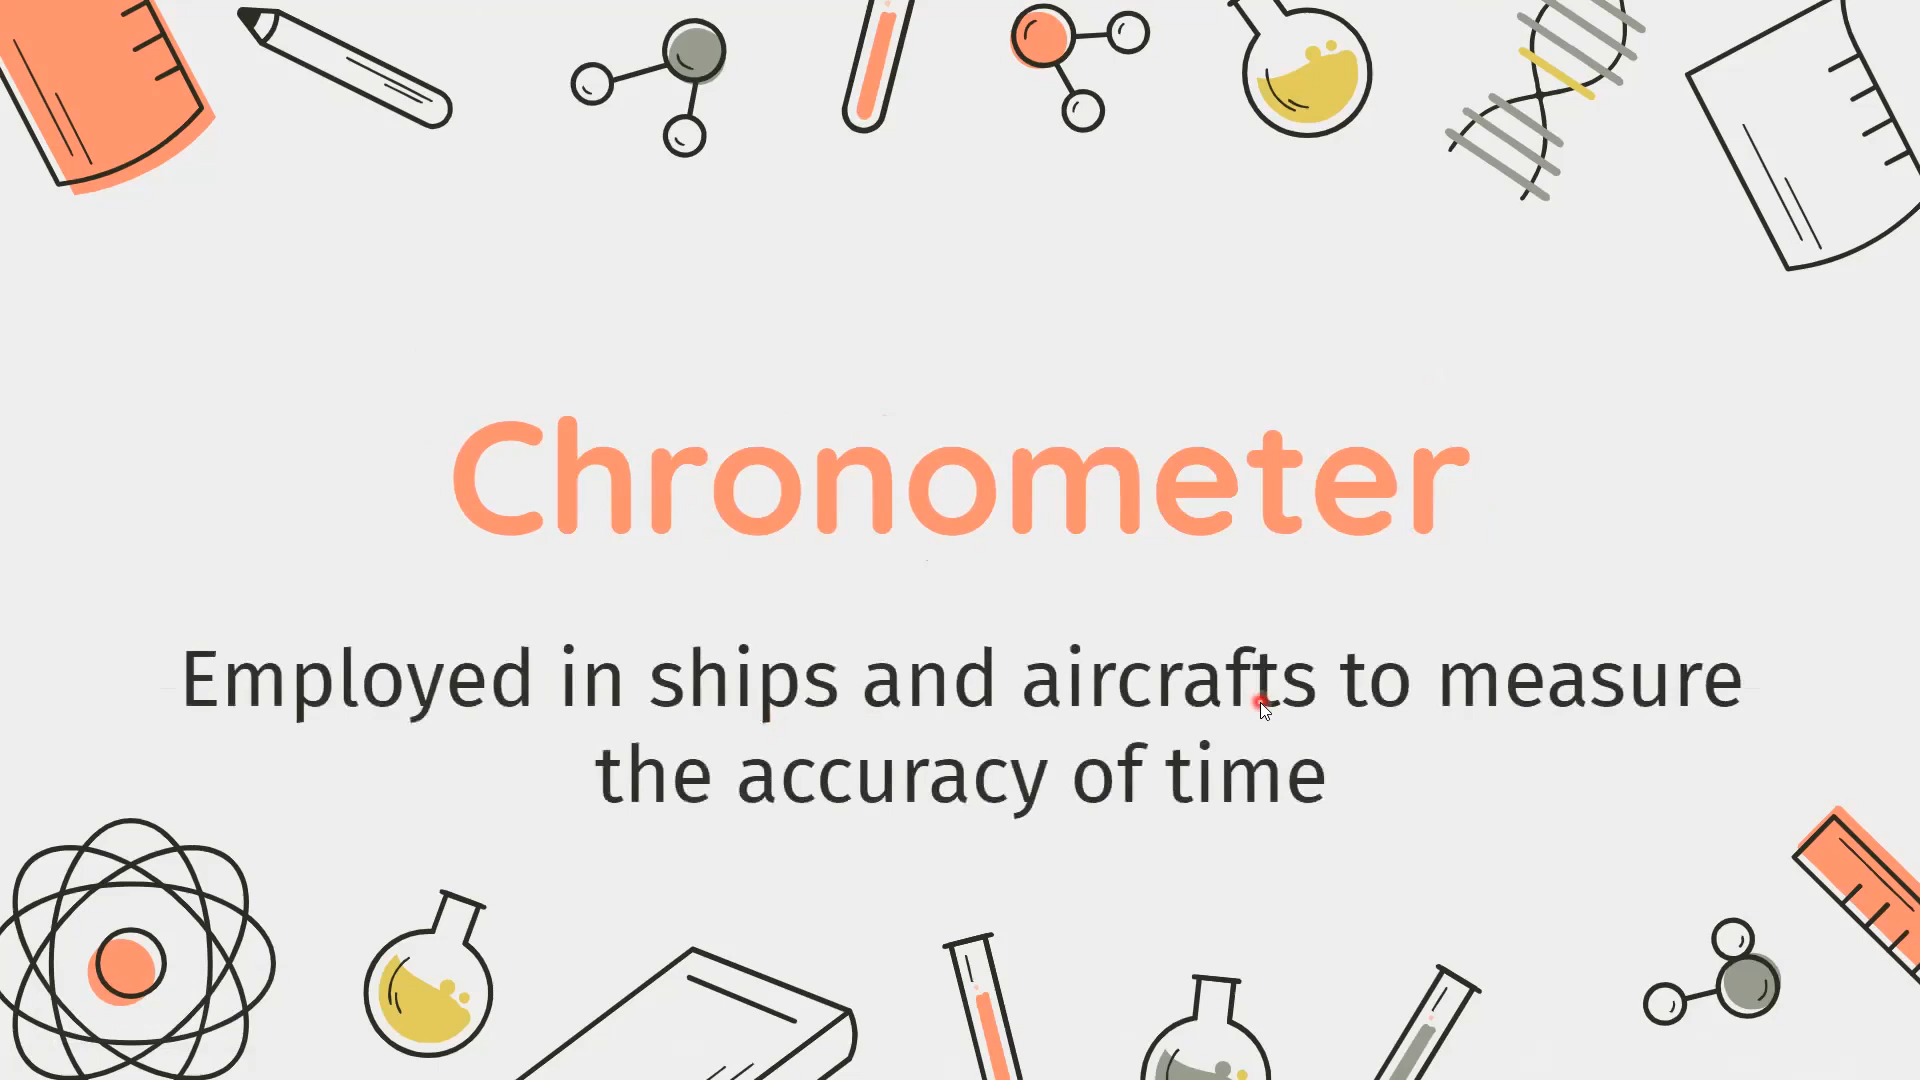 Chronometer
Employed in ships and aircrafts to measure
the accuracy of time